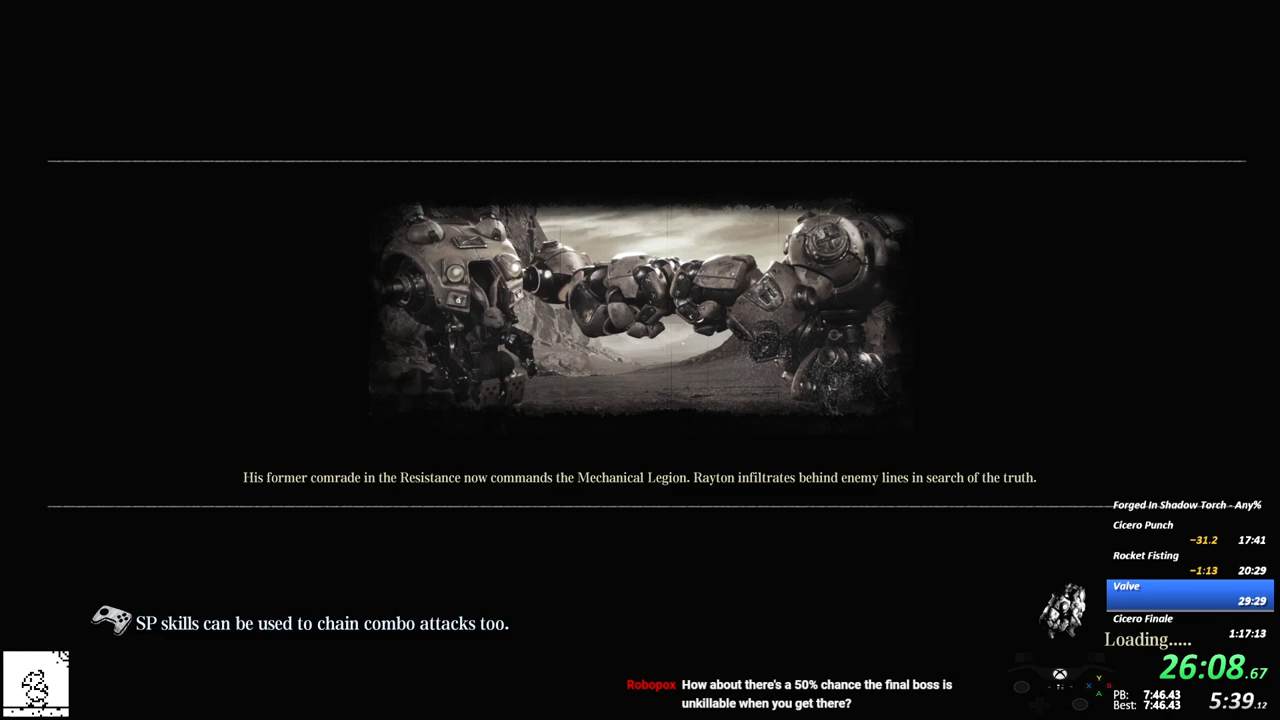 His former comrade in the Resistance now commands the Mechanical Legion. Rayton infiltrates behind enemy lines in search of the truth.
Forged In Shadow Torch - Any%
Cicero Punch
−31.2 17:41
Rocket Fisting
−1:13 20:29
Valve
29:29
Cicero Finale
1:17:13
Loading.....
SP skills can be used to chain combo attacks too.
26:08.67
PB: 7:46.43
Best: 7:46.43
5:39.12
Robopox How about there's a 50% chance the final boss is
unkillable when you get there?
Y
X
B
A